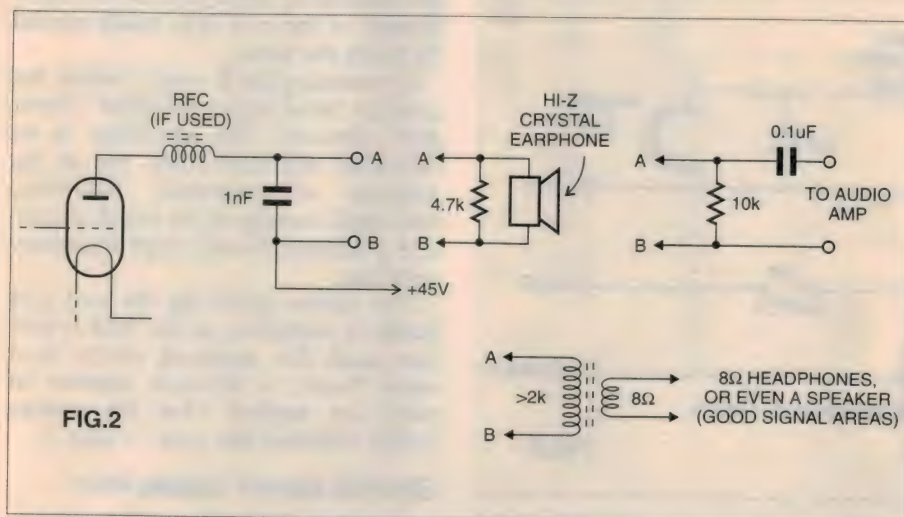 RFC
(IF USED)
1nF
A
B
+45V
A
B
4.7k
HI-Z
CRYSTAL
EARPHONE
A
B
10k
0.1uF
TO AUDIO
AMP
A
B
>2k
8Ω
8Ω HEADPHONES,
OR EVEN A SPEAKER
(GOOD SIGNAL AREAS)
FIG.2